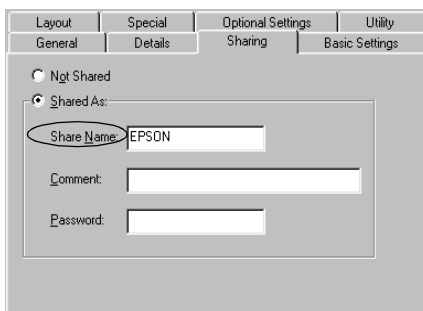 Layout Special Optional Settings Utility
General Details Sharing Basic Settings
Not Shared
Shared As:
Share Name: EPSON
Comment:
Password: